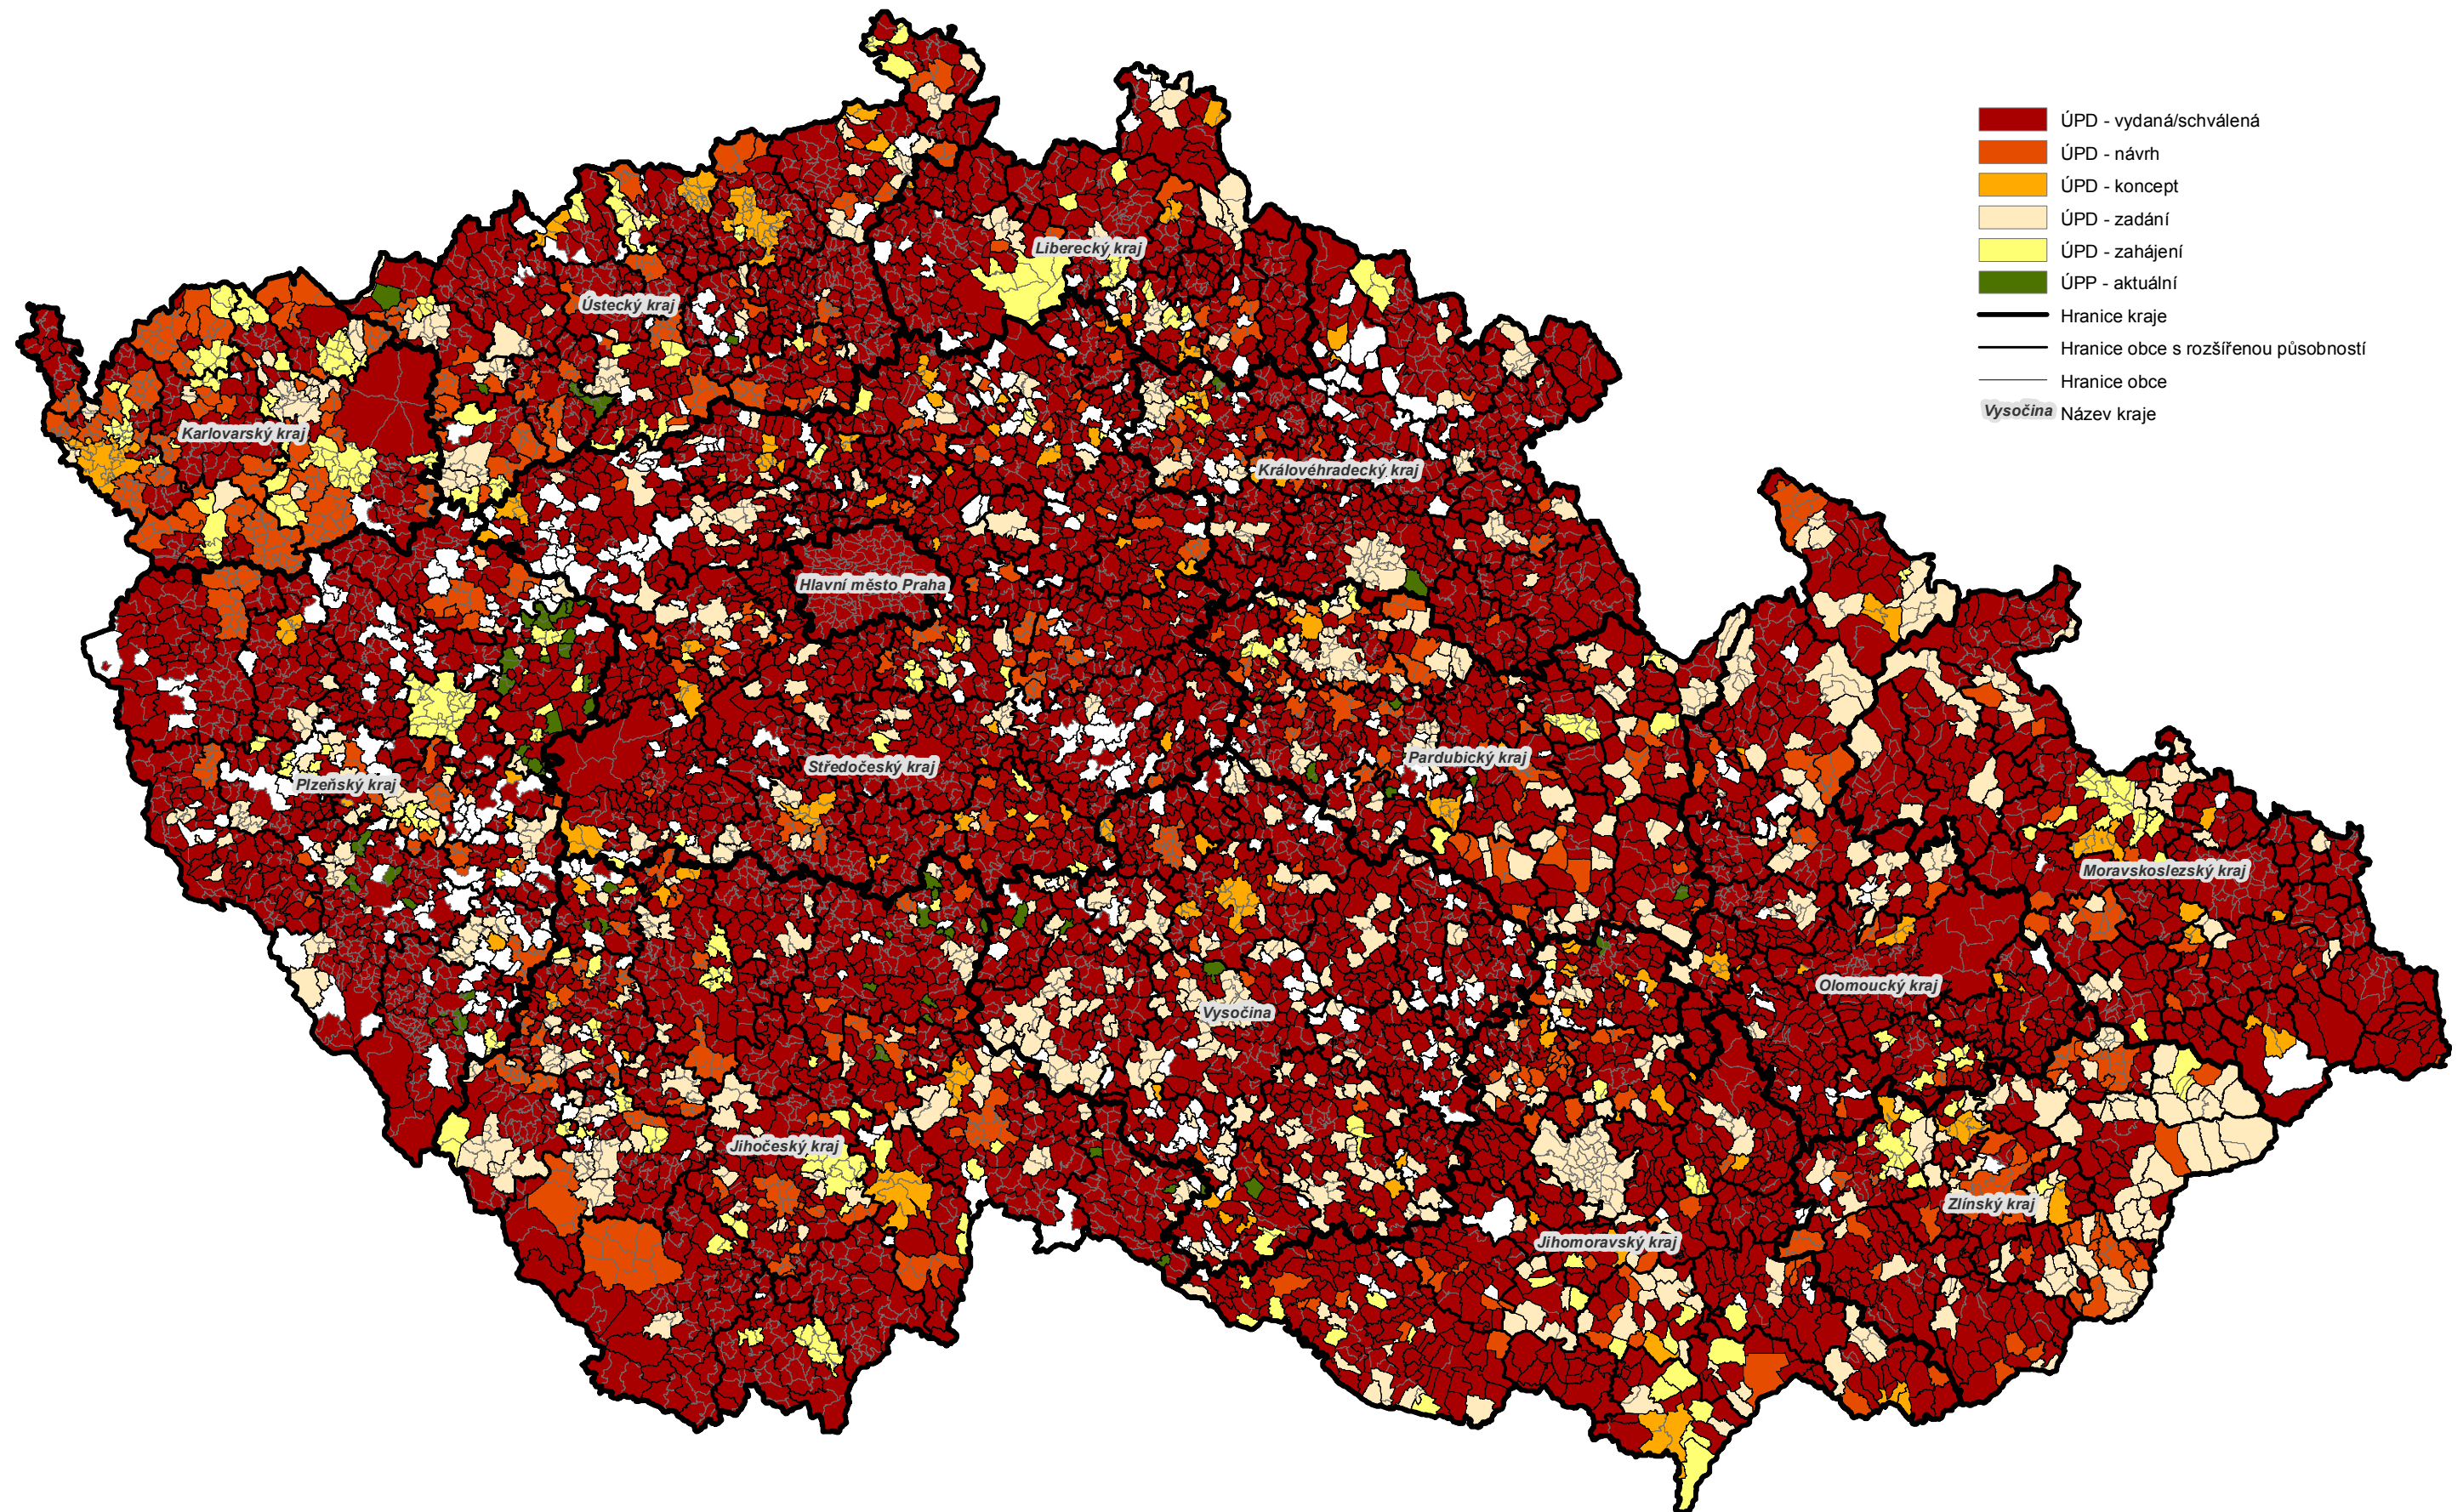 ÚPD - vydaná/schválená
ÚPD - návrh
ÚPD - koncept
ÚPD - zadání
ÚPD - zahájení
ÚPP - aktuální
Hranice kraje
Hranice obce s rozšířenou působností
Hranice obce
Vysočina Název kraje
Liberecký kraj
Ústecký kraj
Karlovarský kraj
Královéhradecký kraj
Hlavní město Praha
Pardubický kraj
Středočeský kraj
Plzeňský kraj
Moravskoslezský kraj
Olomoucký kraj
Vysočina
Jihočeský kraj
Zlínský kraj
Jihomoravský kraj